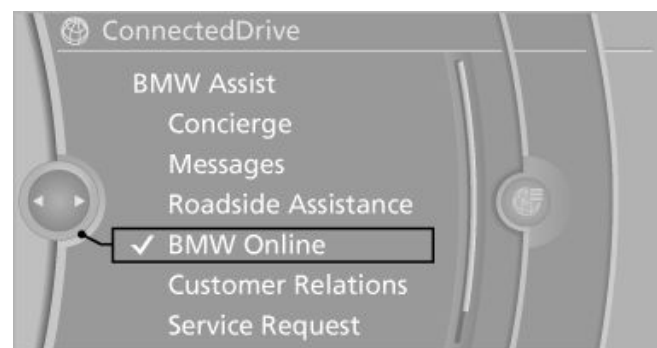 ConnectedDrive
BMW Assist
Concierge
Messages
Roadside Assistance
✓ BMW Online
Customer Relations
Service Request